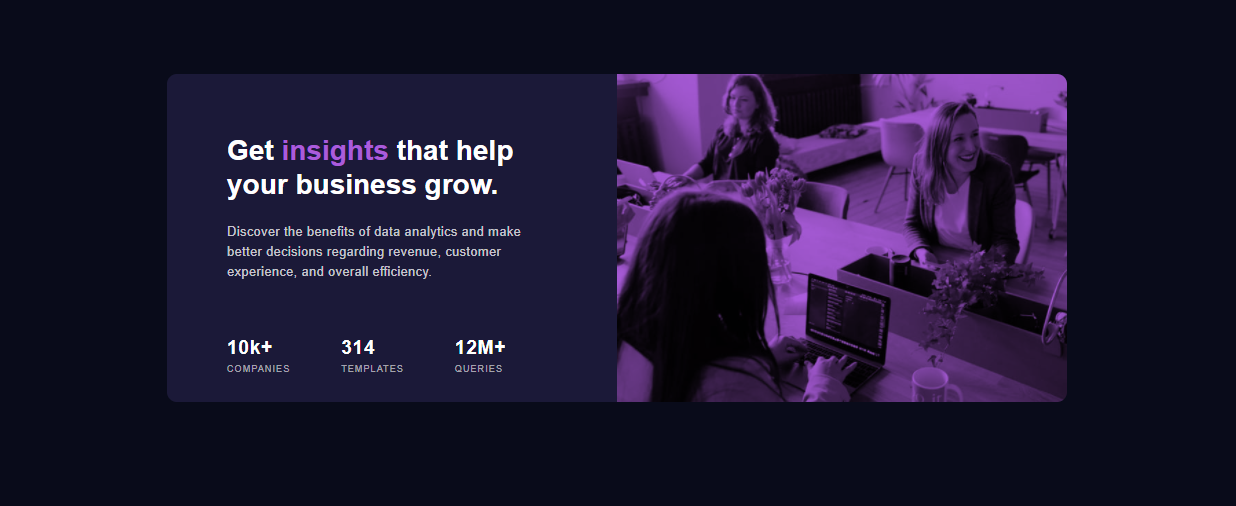 Get insights that help
your business grow.
Discover the benefits of data analytics and make
better decisions regarding revenue, customer
experience, and overall efficiency.
10k+ 314 12M+
COMPANIES TEMPLATES QUERIES